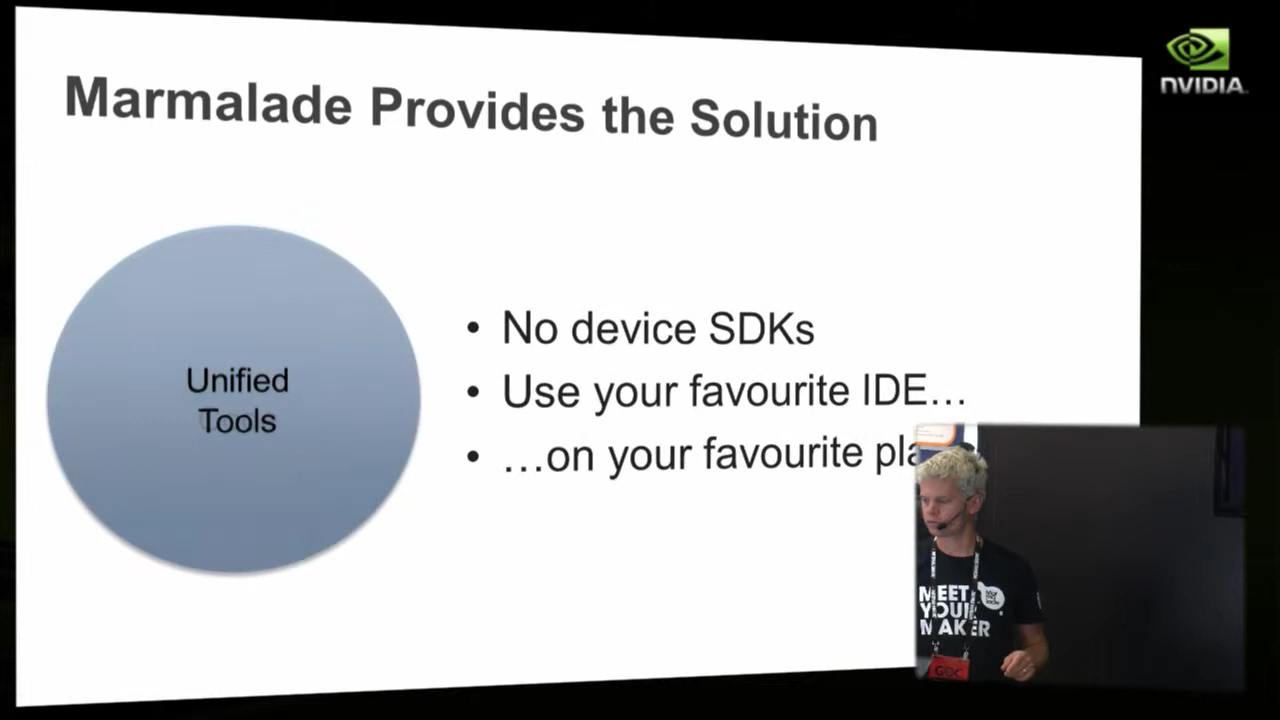 Marmalade Provides the Solution
NVIDIA
Unified
Tools
• No device SDKs
• Use your favourite IDE…
• …on your favourite
MEET
YOUR
MAKER
GDC